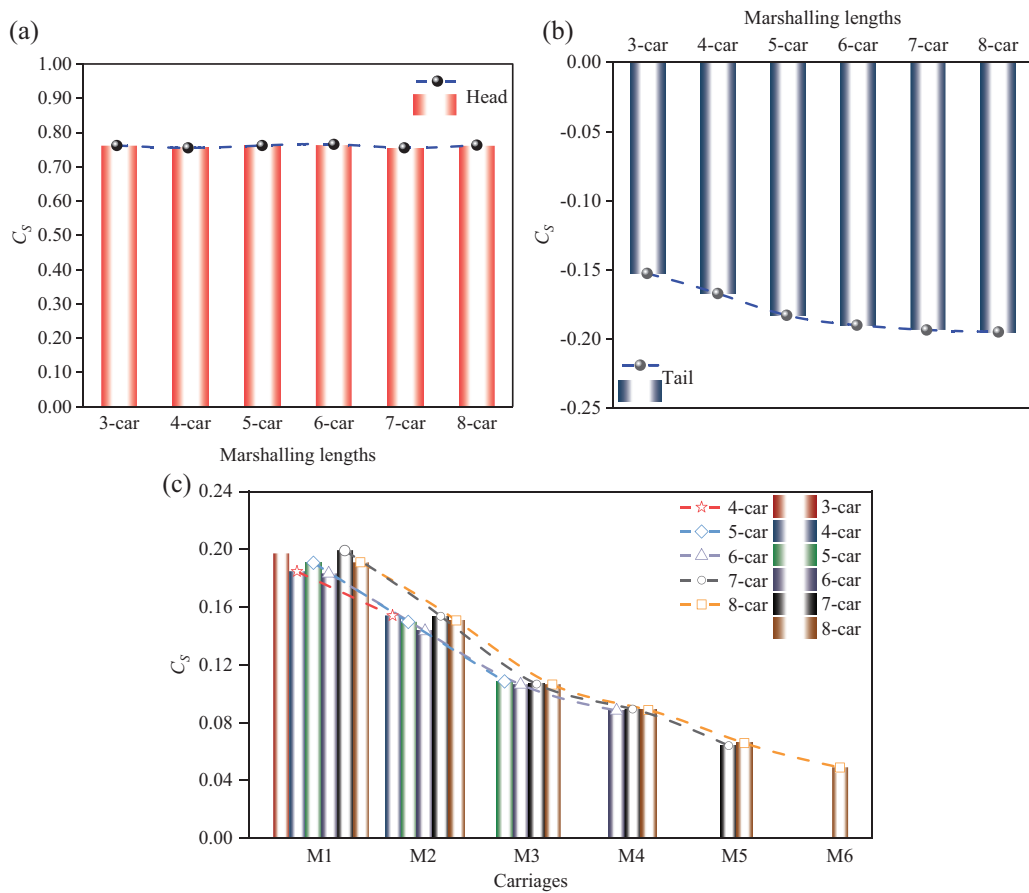 (a)
1.00
0.90
0.80
0.70
0.60
0.50
0.40
0.30
0.20
0.10
0.00
C_S
Head
3-car 4-car 5-car 6-car 7-car 8-car
Marshalling lengths
(b)
Marshalling lengths
3-car 4-car 5-car 6-car 7-car 8-car
0.00
-0.05
-0.10
-0.15
-0.20
-0.25
C_S
Tail
(c)
0.24
0.20
0.16
0.12
0.08
0.04
0.00
C_S
4-car 3-car
5-car 4-car
6-car 5-car
7-car 6-car
8-car 7-car
8-car
M1 M2 M3 M4 M5 M6
Carriages